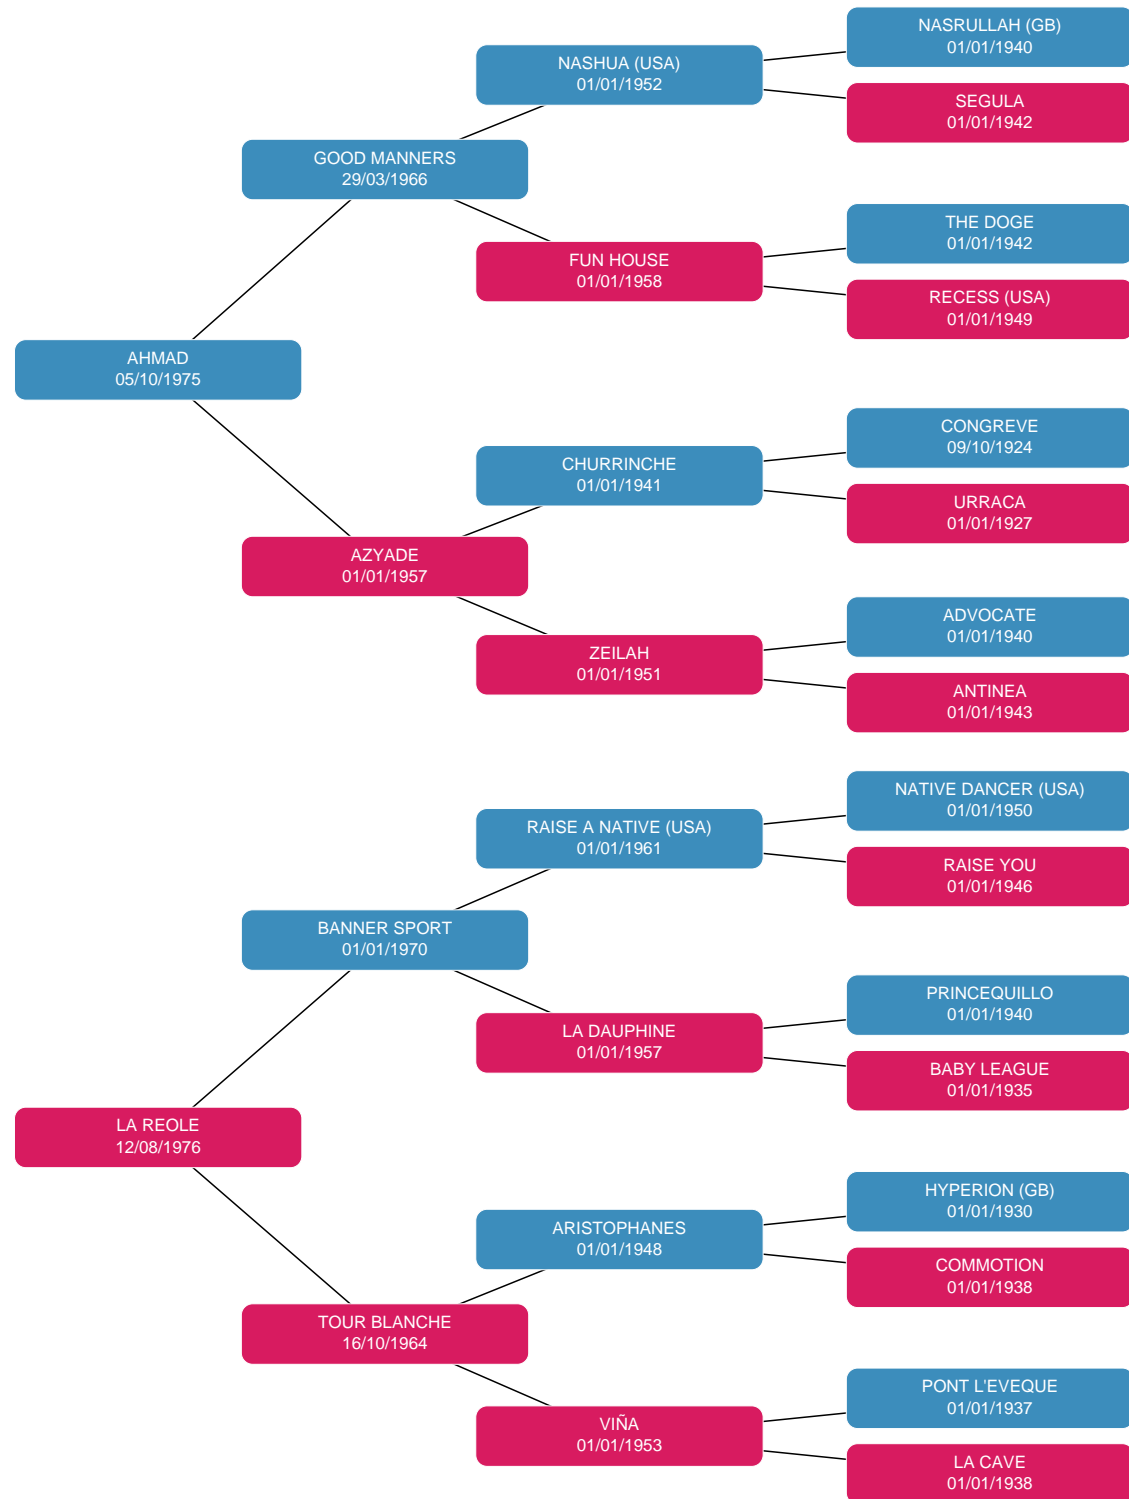 NASRULLAH (GB)
01/01/1940
NASHUA (USA)
01/01/1952
SEGULA
01/01/1942
GOOD MANNERS
29/03/1966
THE DOGE
01/01/1942
FUN HOUSE
01/01/1958
RECESS (USA)
01/01/1949
AHMAD
05/10/1975
CONGREVE
09/10/1924
CHURRINCHE
01/01/1941
URRACA
01/01/1927
AZYADE
01/01/1957
ADVOCATE
01/01/1940
ZEILAH
01/01/1951
ANTINEA
01/01/1943
NATIVE DANCER (USA)
01/01/1950
RAISE A NATIVE (USA)
01/01/1961
RAISE YOU
01/01/1946
BANNER SPORT
01/01/1970
PRINCEQUILLO
01/01/1940
LA DAUPHINE
01/01/1957
BABY LEAGUE
01/01/1935
LA REOLE
12/08/1976
HYPERION (GB)
01/01/1930
ARISTOPHANES
01/01/1948
COMMOTION
01/01/1938
TOUR BLANCHE
16/10/1964
PONT L'EVEQUE
01/01/1937
VIÑA
01/01/1953
LA CAVE
01/01/1938